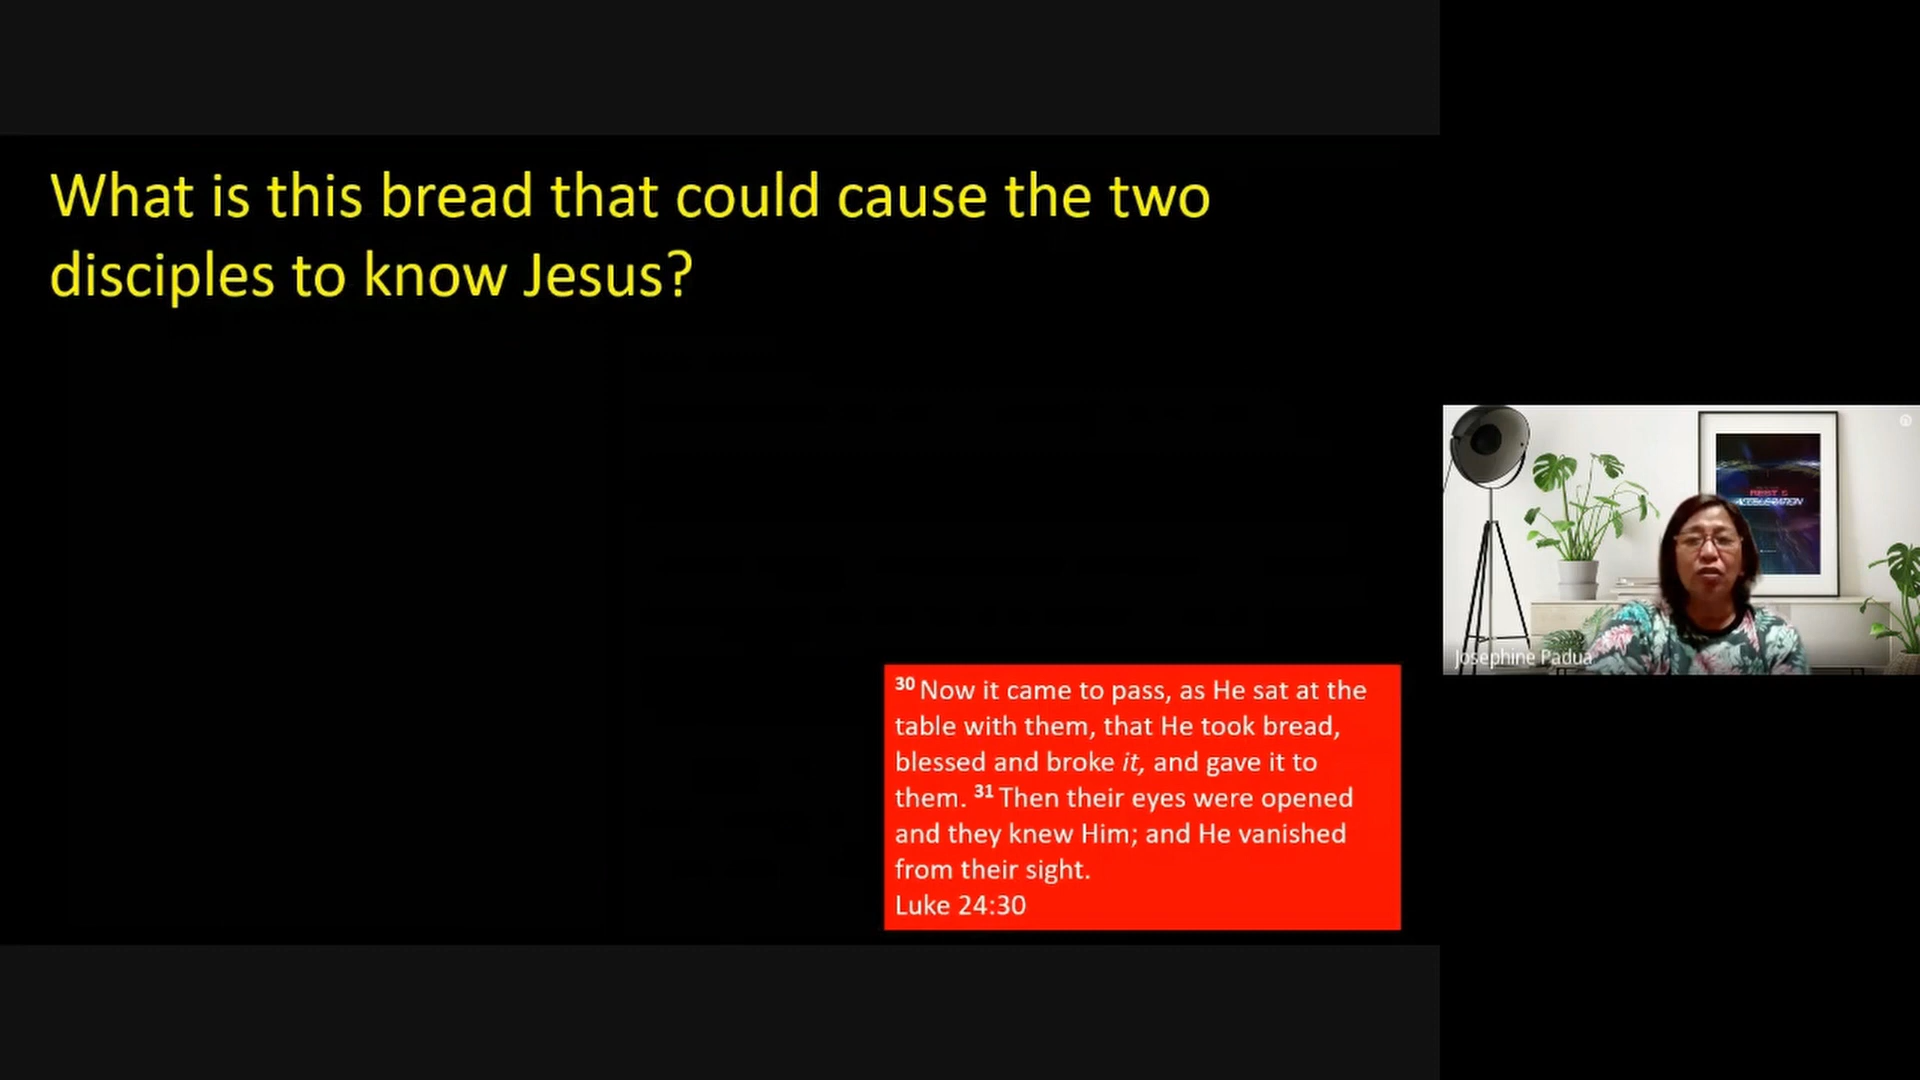 What is this bread that could cause the two
disciples to know Jesus?
30 Now it came to pass, as He sat at the
table with them, that He took bread,
blessed and broke it, and gave it to
them. 31 Then their eyes were opened
and they knew Him; and He vanished
from their sight.
Luke 24:30
REST &
ACCELERATION
Josephine Padua